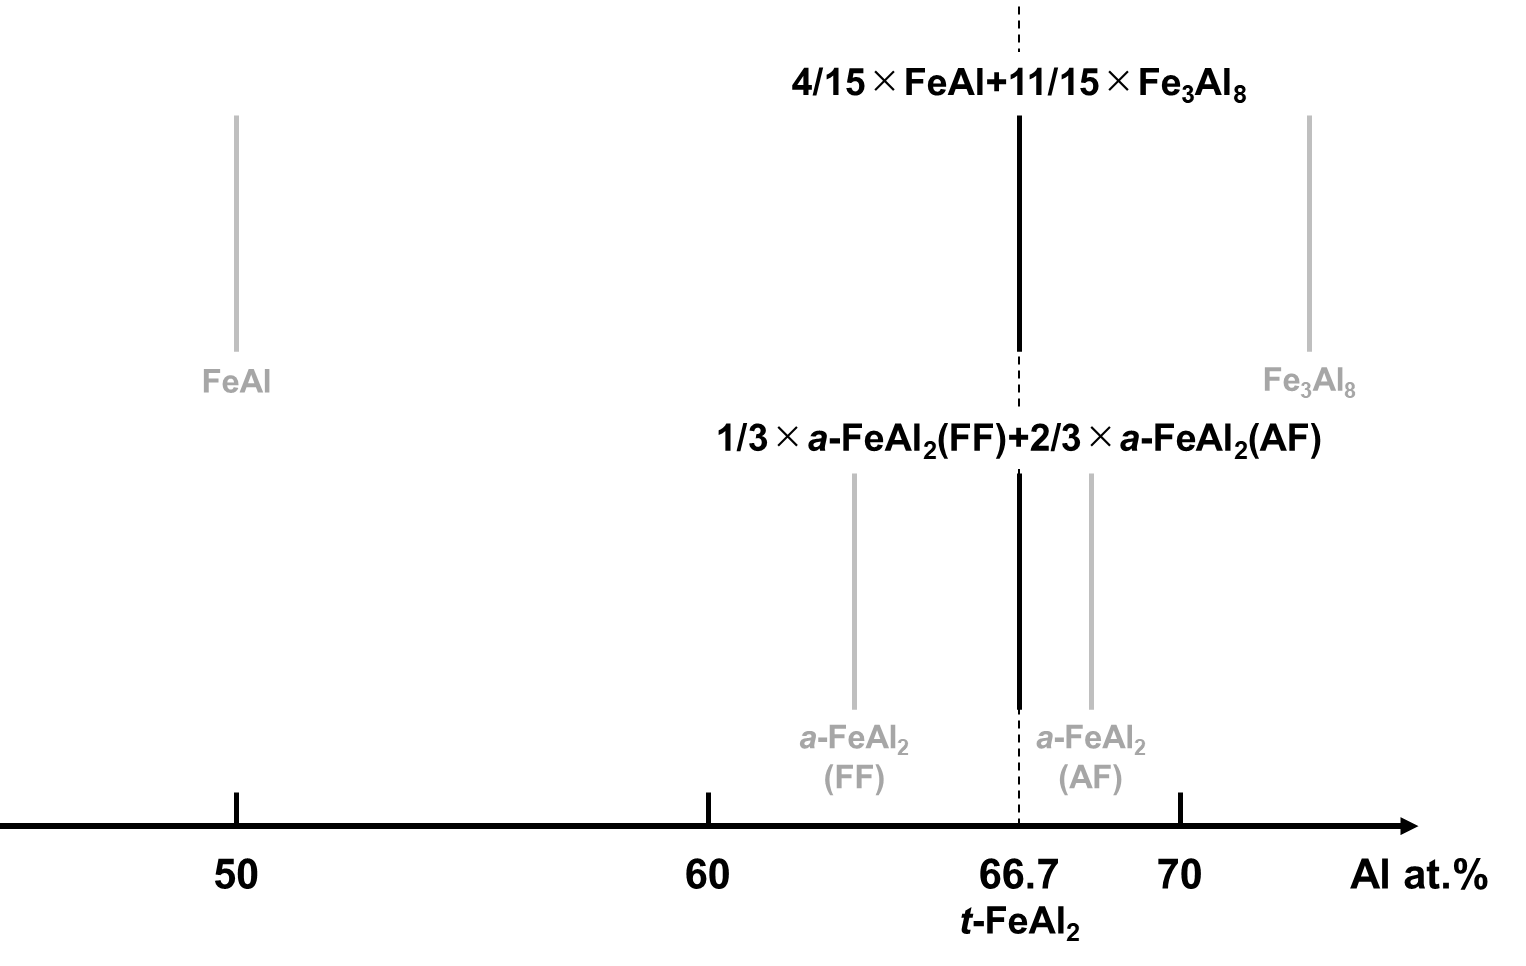 4/15×FeAl+11/15×Fe₃Al₈
FeAl
Fe₃Al₈
1/3×a-FeAl₂(FF)+2/3×a-FeAl₂(AF)
a-FeAl₂
(FF)
a-FeAl₂
(AF)
50
60
66.7
70
Al at.%
t-FeAl₂